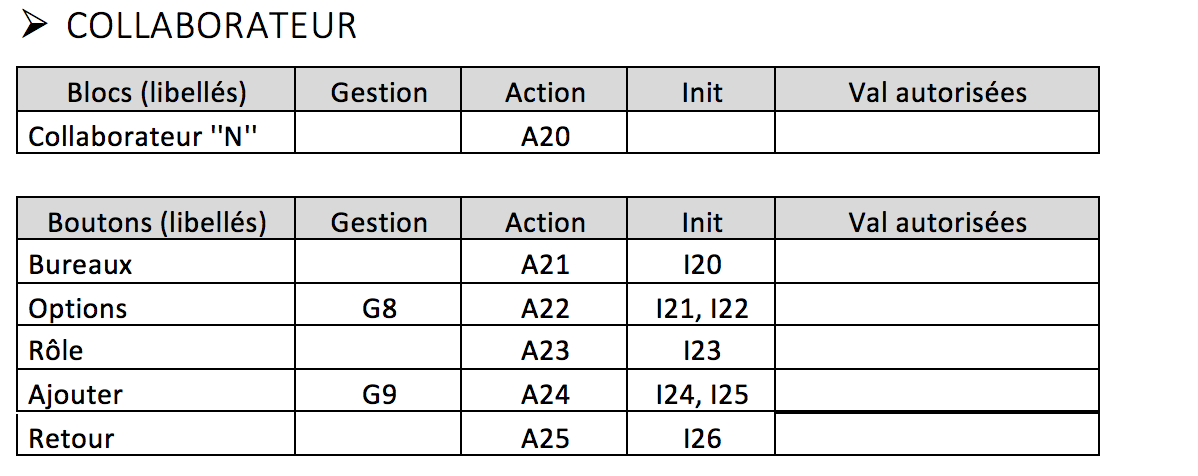 ➢ COLLABORATEUR
Blocs (libellés) Gestion Action Init Val autorisées
Collaborateur ''N'' A20
Boutons (libellés) Gestion Action Init Val autorisées
Bureaux A21 I20
Options G8 A22 I21, I22
Rôle A23 I23
Ajouter G9 A24 I24, I25
Retour A25 I26